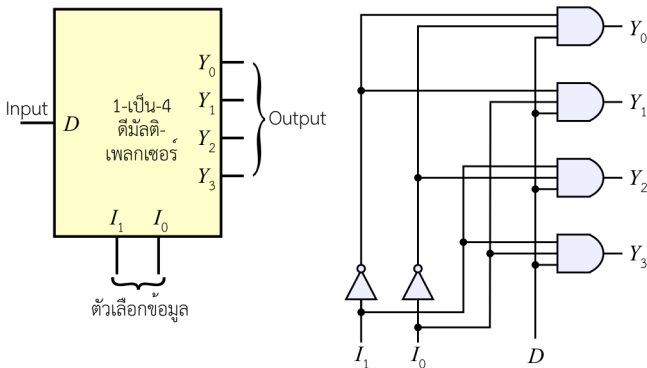 Input
D
1-เป็น-4
ดีมัลติ-
เพลกเซอร์
Y0
Y1
Y2
Y3
Output
I1 I0
ตัวเลือกข้อมูล
Y0
Y1
Y2
Y3
I1 I0 D